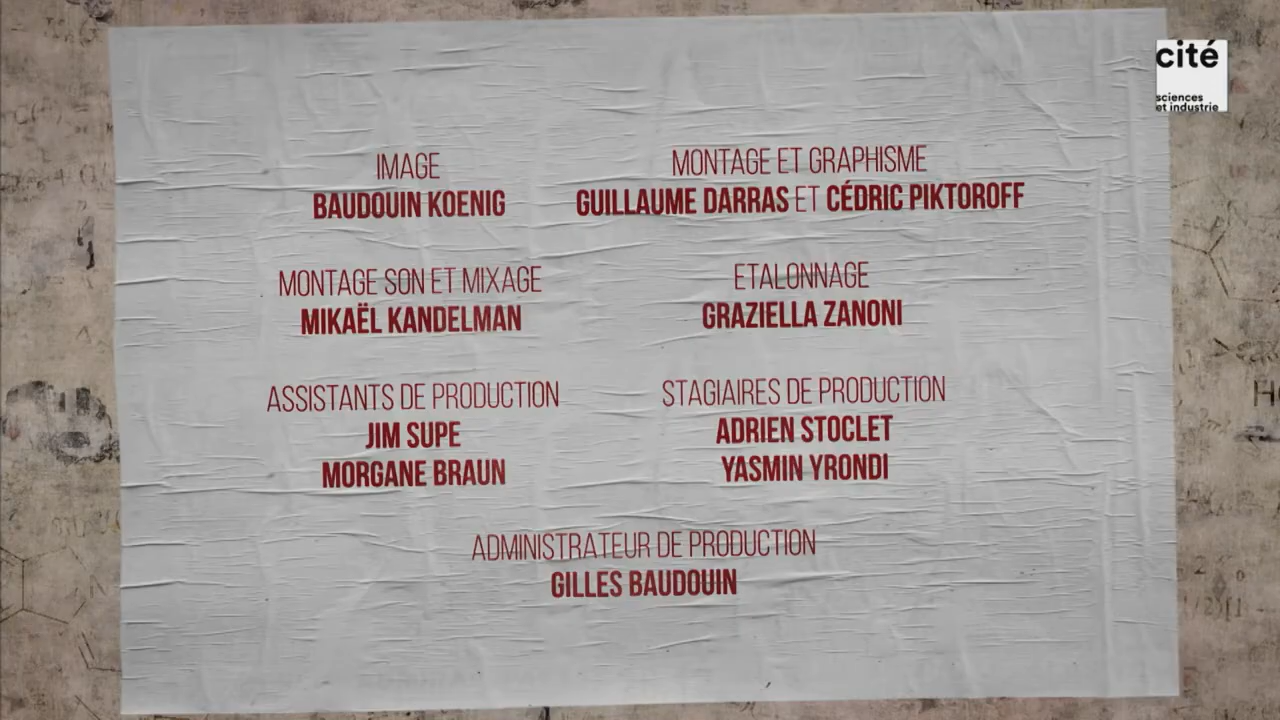 cité
sciences
et industrie
IMAGE
BAUDOUIN KOENIG
MONTAGE ET GRAPHISME
GUILLAUME DARRAS ET CÉDRIC PIKTOROFF
MONTAGE SON ET MIXAGE
MIKAËL KANDELMAN
ETALONNAGE
GRAZIELLA ZANONI
ASSISTANTS DE PRODUCTION
JIM SUPE
MORGANE BRAUN
STAGIAIRES DE PRODUCTION
ADRIEN STOCLET
YASMIN YRONDI
ADMINISTRATEUR DE PRODUCTION
GILLES BAUDOUIN